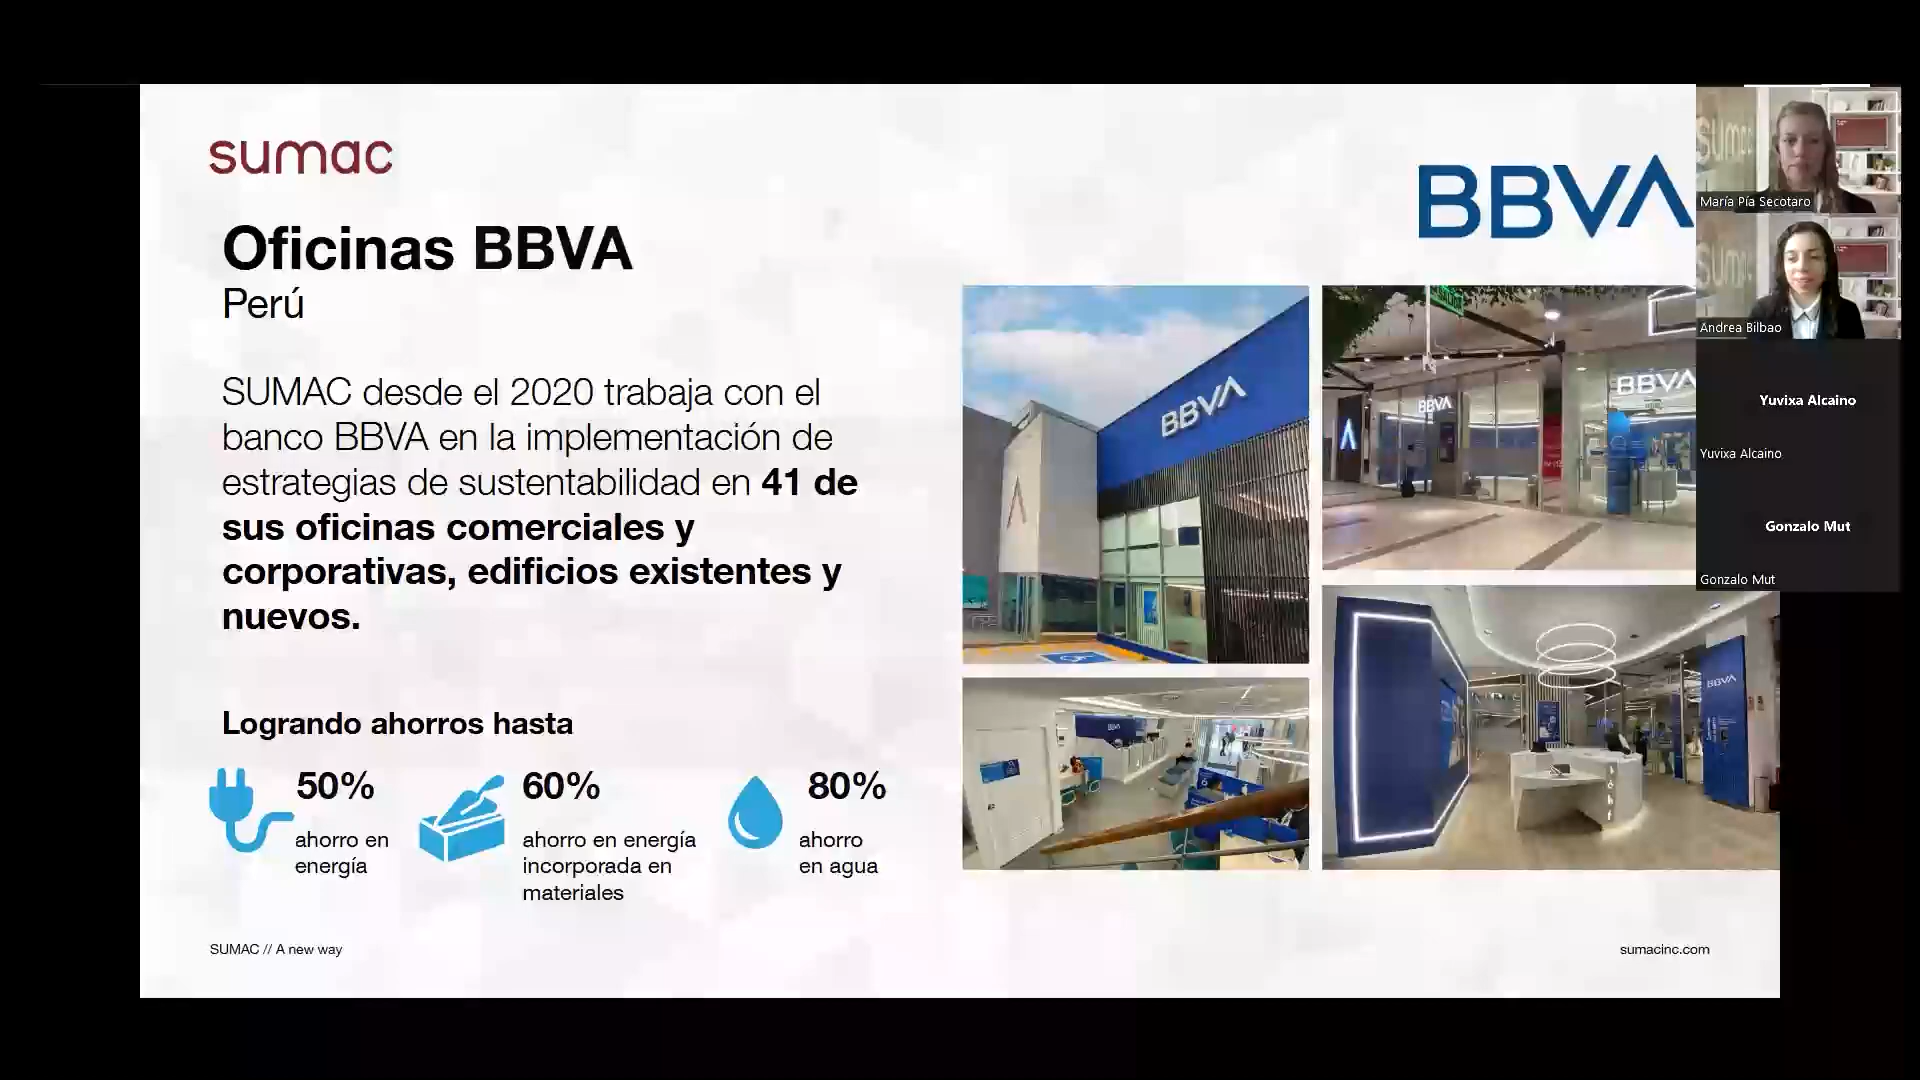 sumac
BBVA
Oficinas BBVA
Perú
SUMAC desde el 2020 trabaja con el
banco BBVA en la implementación de
estrategias de sustentabilidad en 41 de
sus oficinas comerciales y
corporativas, edificios existentes y
nuevos.
Logrando ahorros hasta
50%
ahorro en
energía
60%
ahorro en energía
incorporada en
materiales
80%
ahorro
en agua
BBVA
BBVA
BBVA
BBVA
BBVA
SUMAC // A new way
sumacinc.com
sumac
María Pía Secotaro
sumac
Andrea Bilbao
Yuvixa Alcaino
Yuvixa Alcaino
Gonzalo Mut
Gonzalo Mut